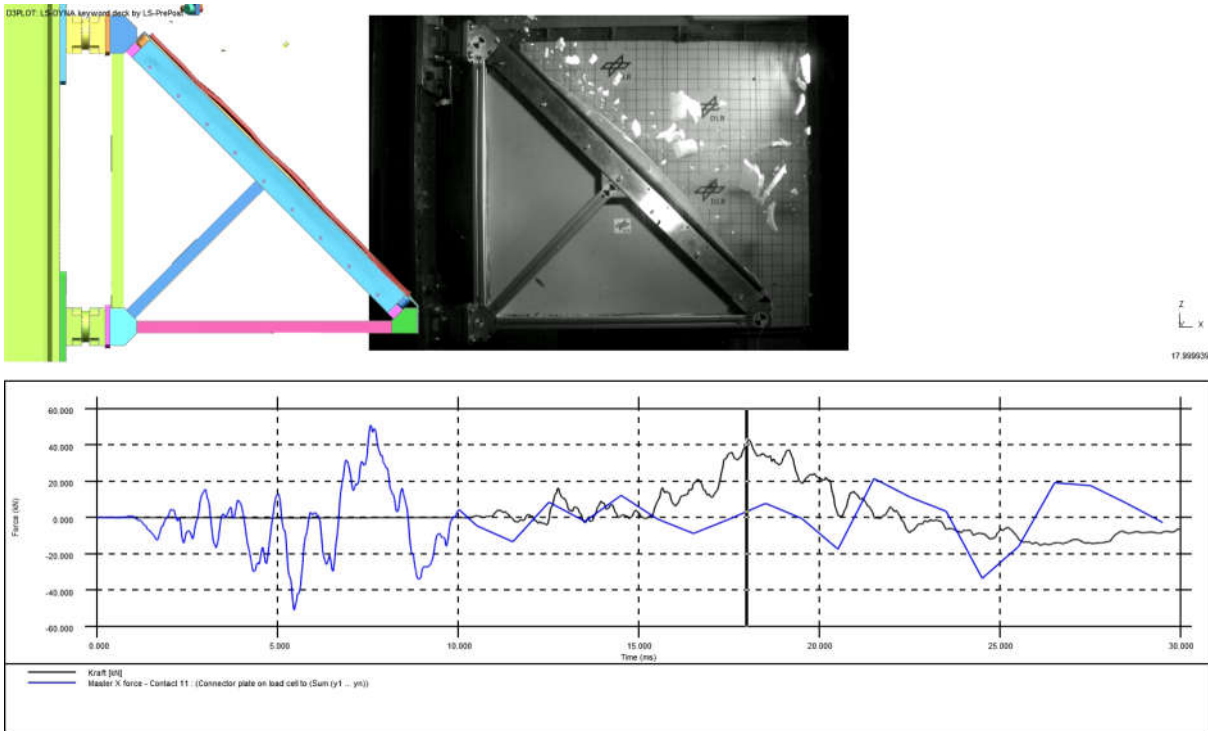 D3PLOT: LS-DYNA keyword deck by LS-PrePost
DLR
DLR
DLR
Z
Y X
17.999939
60.000
40.000
20.000
0.000
-20.000
-40.000
-60.000
Force (kN)
0.000 5.000 10.000 15.000 20.000 25.000 30.000
Time (ms)
Kraft [kN]
Master X force - Contact 11 : (Connector plate on load cell to (Sum (y1 ... yn))